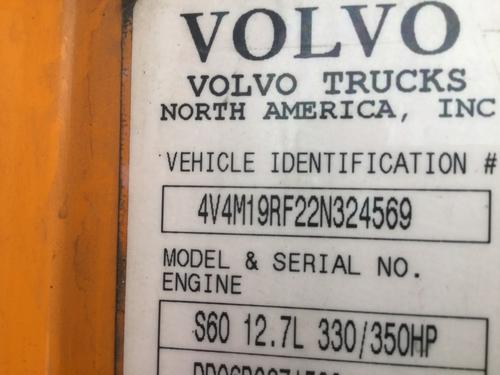 VOLVO
VOLVO TRUCKS
NORTH AMERICA, INC
VEHICLE IDENTIFICATION #
4V4M19RF22N324569
MODEL & SERIAL NO.
ENGINE
S60 12.7L 330/350HP